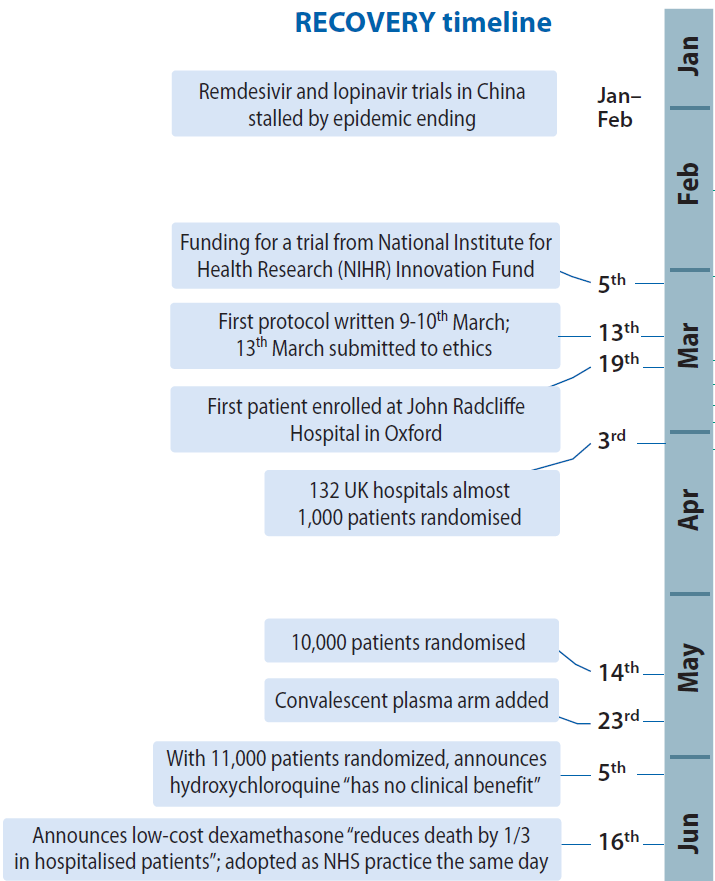 RECOVERY timeline
Jan
Remdesivir and lopinavir trials in China
stalled by epidemic ending
Jan–
Feb
Feb
Funding for a trial from National Institute for
Health Research (NIHR) Innovation Fund
5th
First protocol written 9-10th March;
13th March submitted to ethics
13th
Mar
19th
First patient enrolled at John Radcliffe
Hospital in Oxford
3rd
132 UK hospitals almost
1,000 patients randomised
Apr
10,000 patients randomised
14th
May
Convalescent plasma arm added
23rd
With 11,000 patients randomized, announces
hydroxychloroquine “has no clinical benefit”
5th
Announces low-cost dexamethasone “reduces death by 1/3
in hospitalised patients”; adopted as NHS practice the same day
16th
Jun